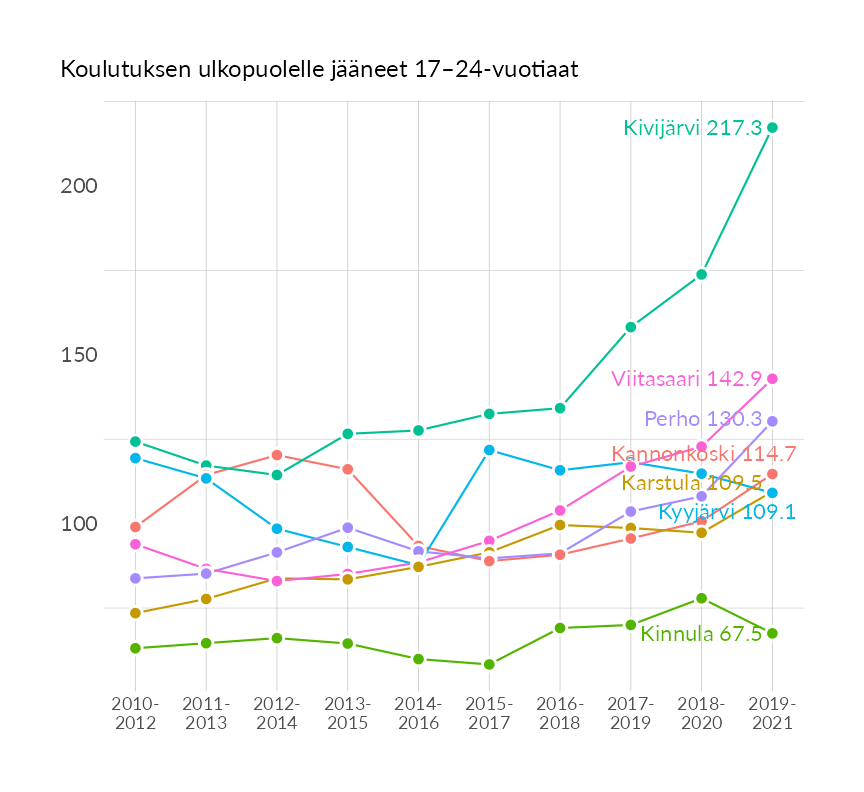 Koulutuksen ulkopuolelle jääneet 17–24-vuotiaat
Kivijärvi 217.3
200
150
Viitasaari 142.9
Perho 130.3
Kannonkoski 114.7
Karstula 109.5
Kyyjärvi 109.1
100
Kinnula 67.5
2010- 2011- 2012- 2013- 2014- 2015- 2016- 2017- 2018- 2019-
2012 2013 2014 2015 2016 2017 2018 2019 2020 2021